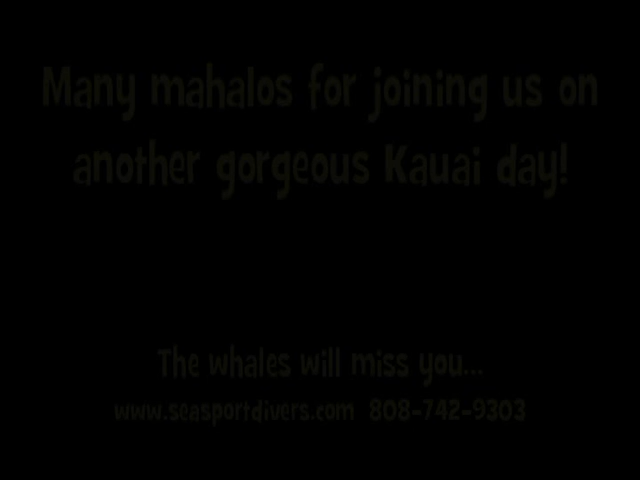 Many mahalos for joining us on
another gorgeous Kauai day!
The whales will miss you...
www.seasportdivers.com 808-742-9303